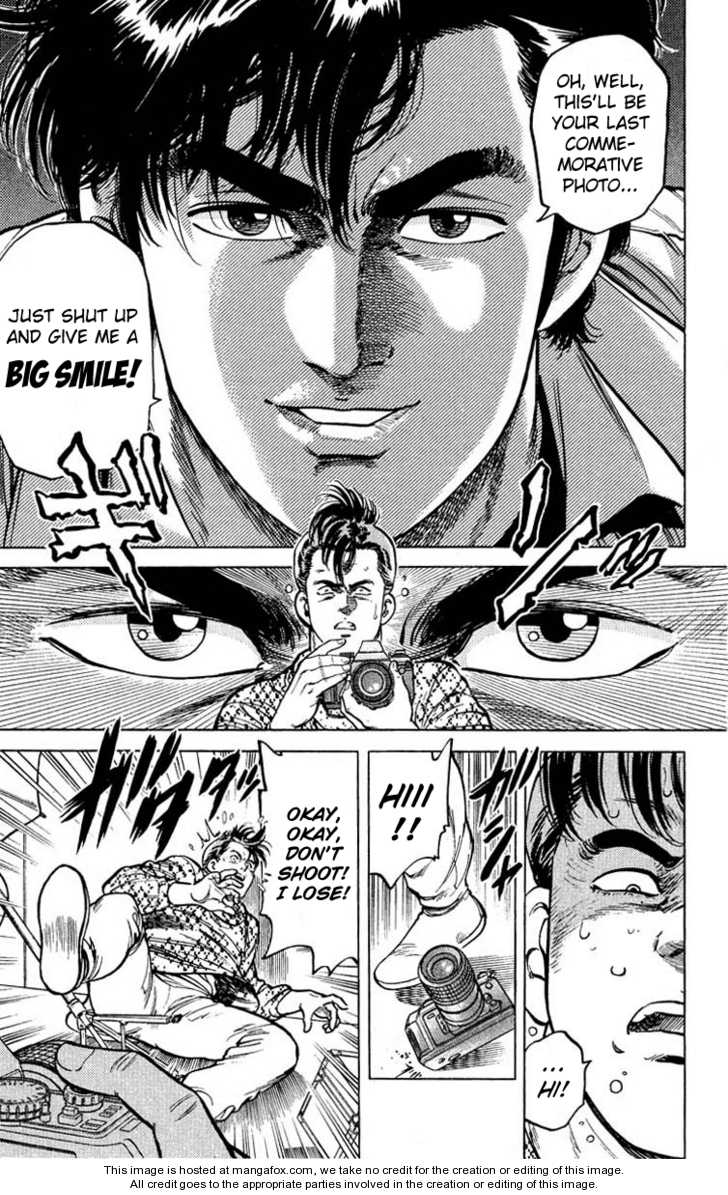 OH, WELL,
THIS'LL BE
YOUR LAST
COMME-
MORATIVE
PHOTO...
JUST SHUT UP
AND GIVE ME A
BIG SMILE!
ギ
...
HI!
HIII
!!
OKAY,
OKAY,
DON'T
SHOOT!
I LOSE!
This image is hosted at mangafox.com, we take no credit for the creation or editing of this image.
All credit goes to the appropriate parties involved in the creation or editing of this image.